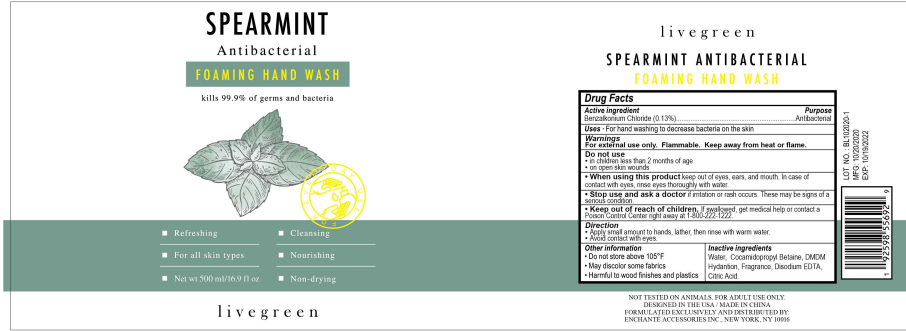 SPEARMINT
Antibacterial
FOAMING HAND WASH
kills 99.9% of germs and bacteria
■ Refreshing
■ For all skin types
■ Net wt 500 ml/16.9 fl oz
■ Cleansing
■ Nourishing
■ Non-drying
livegreen
livegreen
SPEARMINT ANTIBACTERIAL
FOAMING HAND WASH
Drug Facts
Active ingredient Purpose
Benzalkonium Chloride (0.13%)......Antibacterial
Uses • For hand washing to decrease bacteria on the skin
Warnings
For external use only. Flammable. Keep away from heat or flame.
Do not use
• in children less than 2 months of age
• on open skin wounds
• When using this product keep out of eyes, ears, and mouth. In case of
contact with eyes, rinse eyes thoroughly with water.
• Stop use and ask a doctor if irritation or rash occurs. These may be signs of a
serious condition.
• Keep out of reach of children. If swallowed, get medical help or contact a
Poison Control Center right away at 1-800-222-1222.
Direction
• Apply small amount to hands, lather, then rinse with warm water.
• Avoid contact with eyes.
Other information
• Do not store above 105°F
• May discolor some fabrics
• Harmful to wood finishes and plastics
Inactive ingredients
Water, Cocamidopropyl Betaine, DMDM
Hydantion, Fragrance, Disodium EDTA,
Citric Acid.
LOT NO. : BL102020-1
MFG: 10/20/2020
EXP: 10/19/2022
1 92598 55692 9
NOT TESTED ON ANIMALS. FOR ADULT USE ONLY.
DESIGNED IN THE USA / MADE IN CHINA
FORMULATED EXCLUSIVELY AND DISTRIBUTED BY:
ENCHANTÉ ACCESSORIES INC., NEW YORK, NY 10016